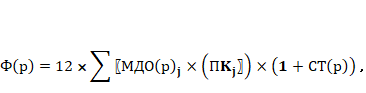 Ф(р) = 12 × ∑ 〖МДО(р)ⱼ × (ПКⱼ〗) × (1 + СТ(р)) ,